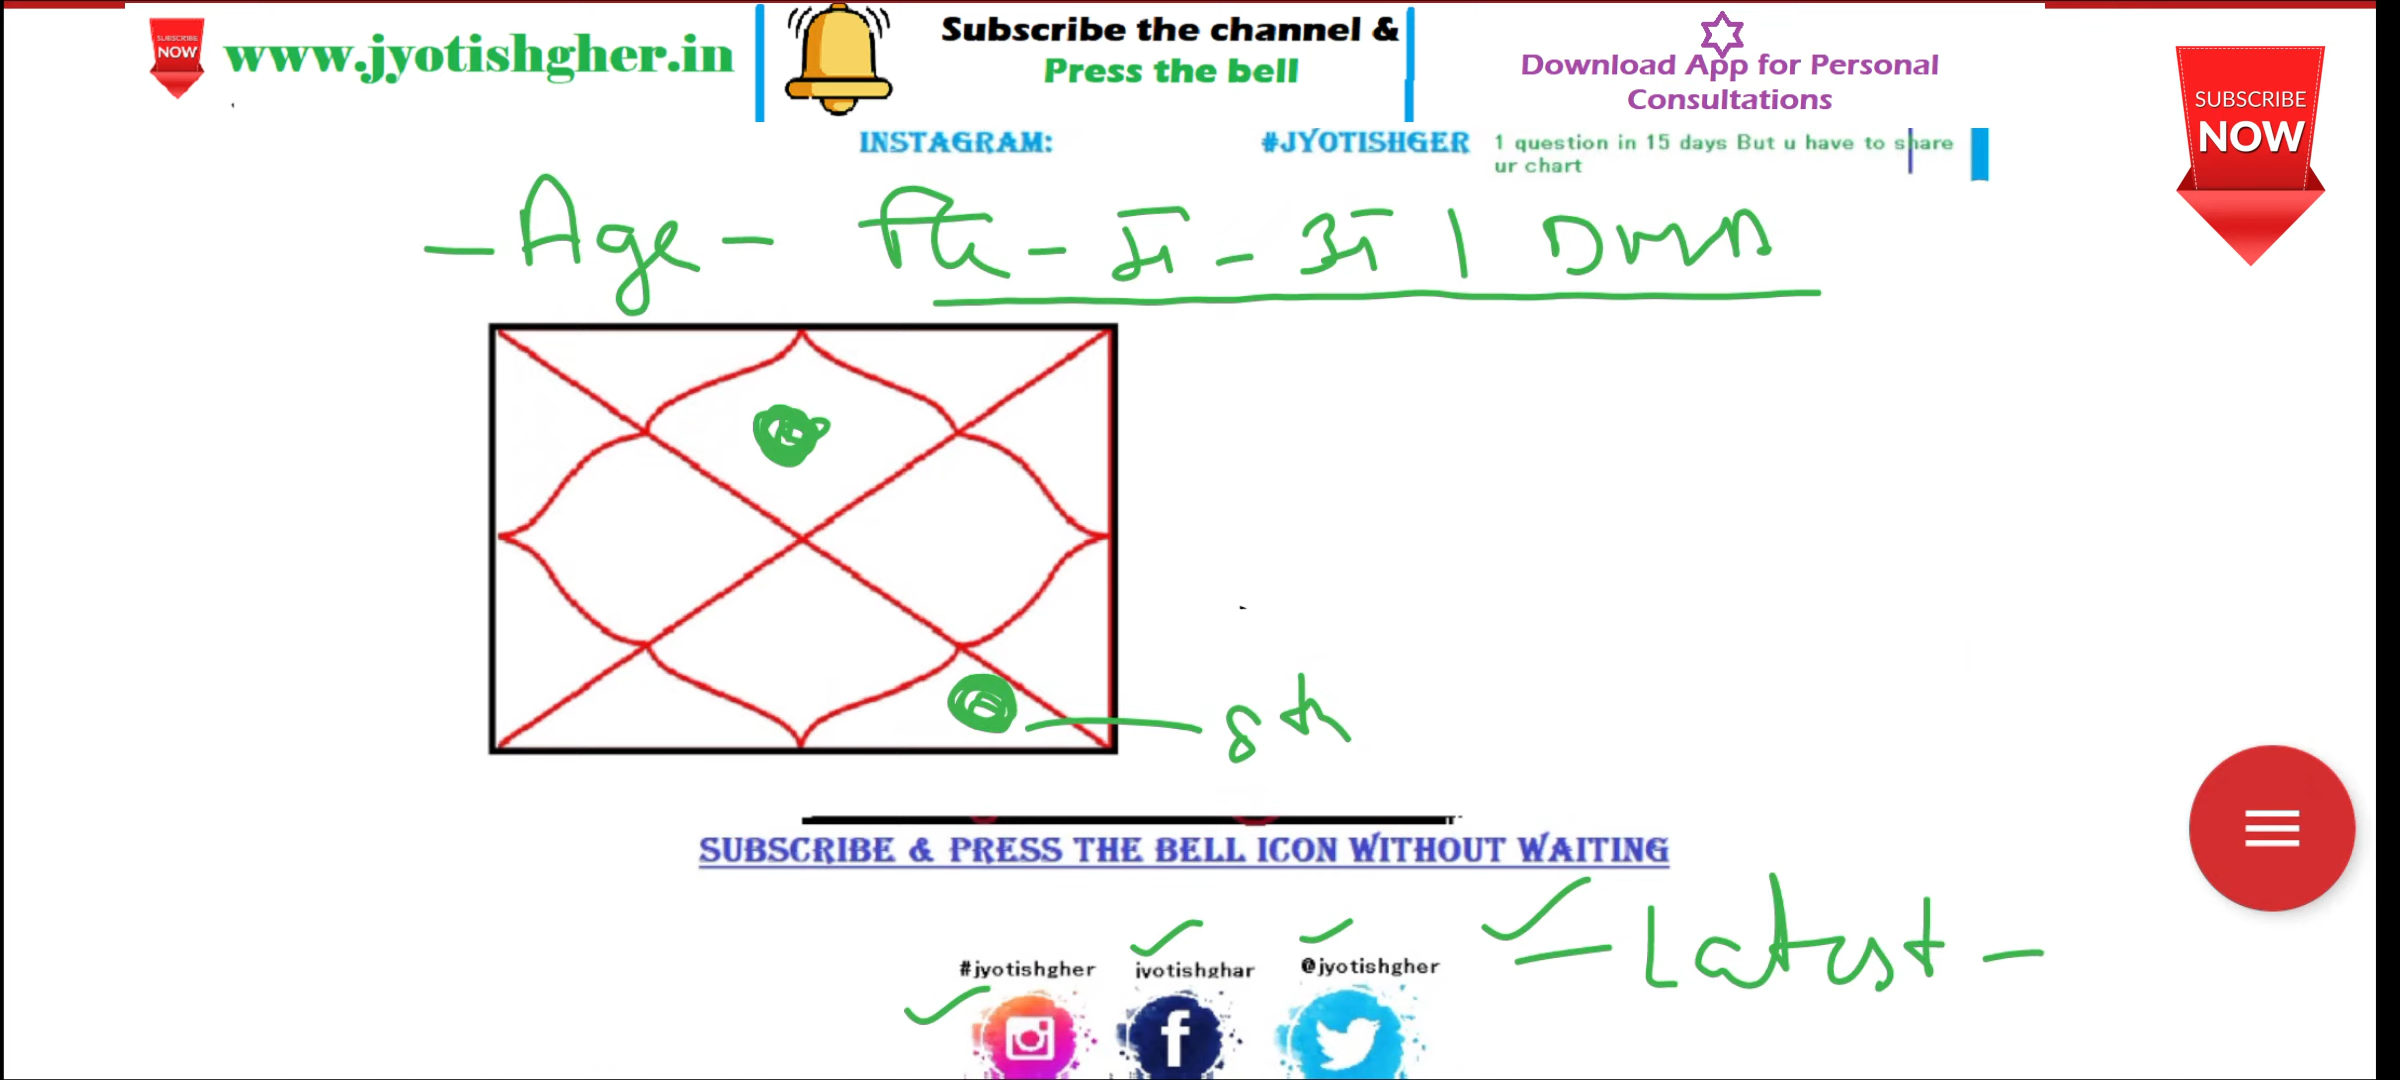 SUBSCRIBE
NOW
www.jyotishgher.in
Subscribe the channel &
Press the bell
Download App for Personal
Consultations
SUBSCRIBE
NOW
INSTAGRAM:
#JYOTISHGER
1 question in 15 days But u have to share
ur chart
- Age -
8th
SUBSCRIBE & PRESS THE BELL ICON WITHOUT WAITING
- Latest -
#jyotishgher
jyotishghar
@jyotishgher